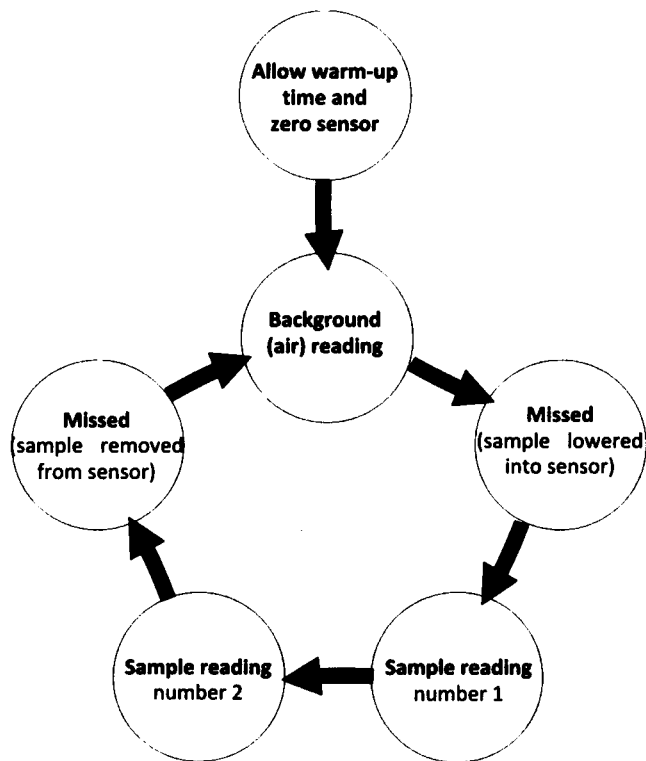 Allow warm-up
time and
zero sensor
Background
(air) reading
Missed
(sample lowered
into sensor)
Sample reading
number 1
Sample reading
number 2
Missed
(sample removed
from sensor)